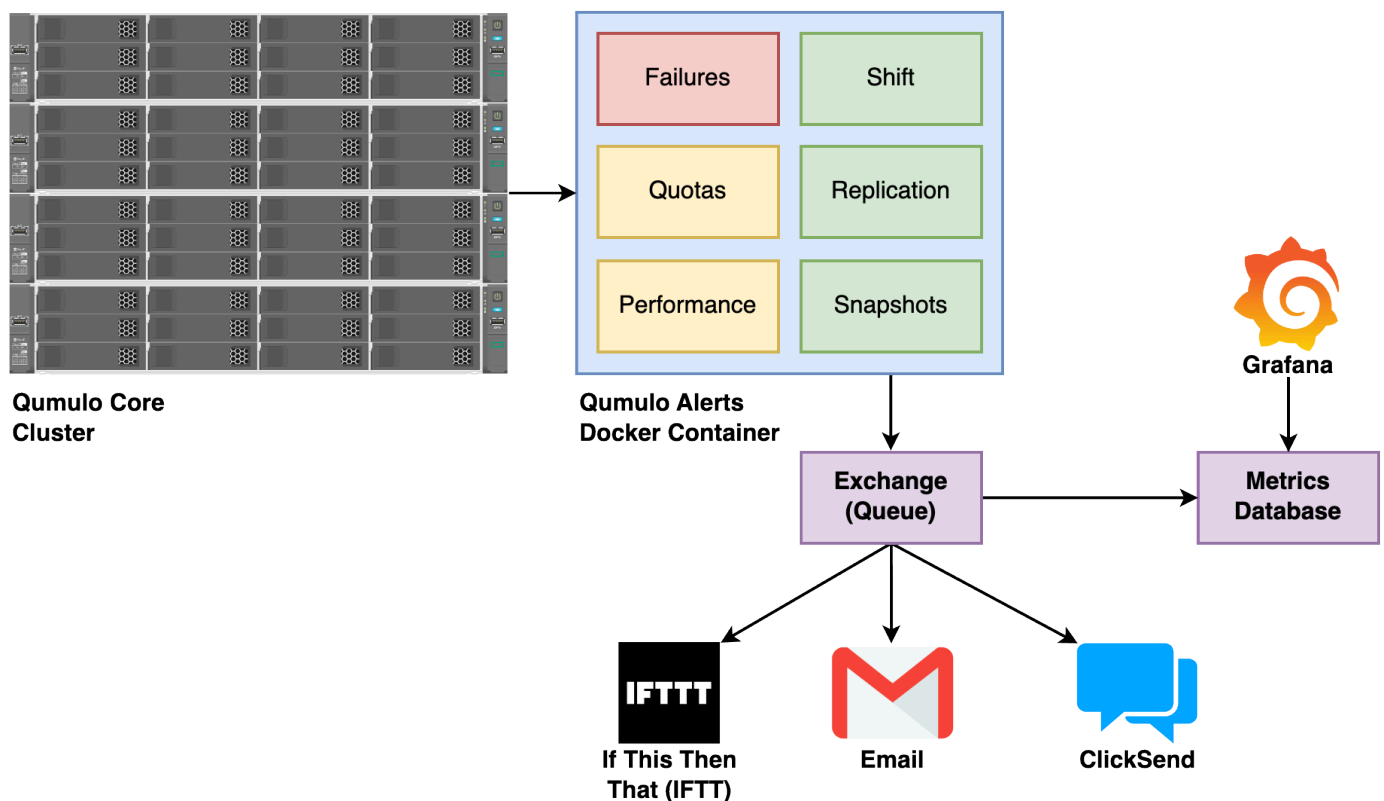 Failures
Shift
Quotas
Replication
Performance
Snapshots
Qumulo Core
Cluster
Qumulo Alerts
Docker Container
Grafana
Exchange
(Queue)
Metrics
Database
IFTTT
If This Then
That (IFTT)
Email
ClickSend